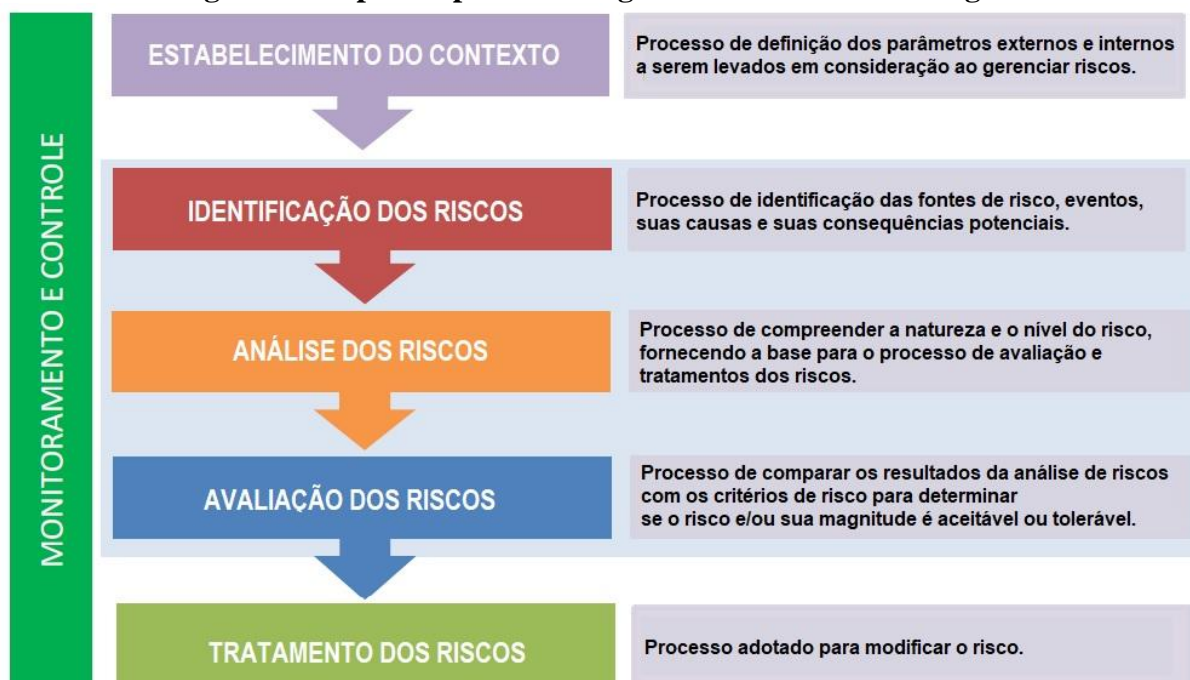 ESTABELECIMENTO DO CONTEXTO
Processo de definição dos parâmetros externos e internos
a serem levados em consideração ao gerenciar riscos.
MONITORAMENTO E CONTROLE
IDENTIFICAÇÃO DOS RISCOS
Processo de identificação das fontes de risco, eventos,
suas causas e suas consequências potenciais.
ANÁLISE DOS RISCOS
Processo de compreender a natureza e o nível do risco,
fornecendo a base para o processo de avaliação e
tratamentos dos riscos.
AVALIAÇÃO DOS RISCOS
Processo de comparar os resultados da análise de riscos
com os critérios de risco para determinar
se o risco e/ou sua magnitude é aceitável ou tolerável.
TRATAMENTO DOS RISCOS
Processo adotado para modificar o risco.